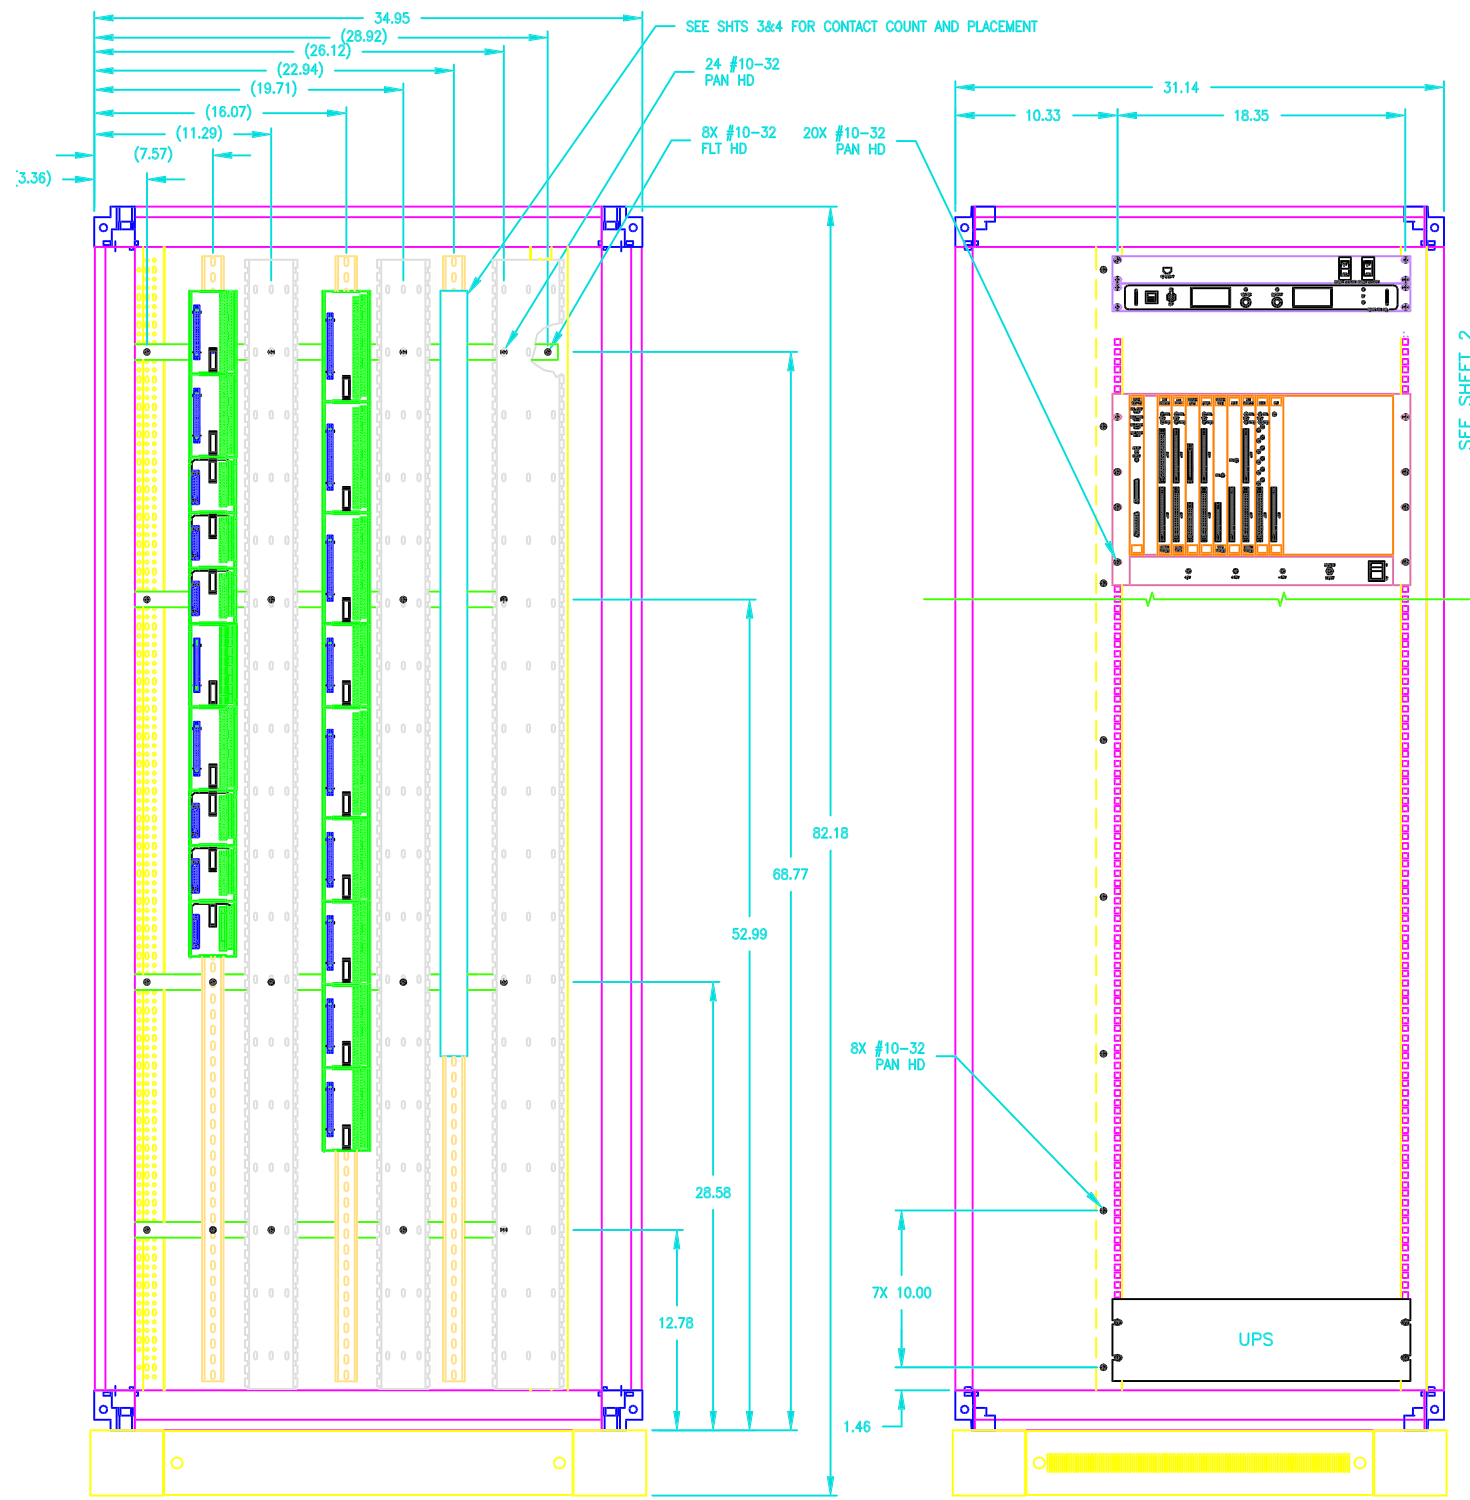 34.95
(28.92)
(26.12)
(22.94)
(19.71)
(16.07)
(11.29)
(7.57)
3.36)
SEE SHTS 3&4 FOR CONTACT COUNT AND PLACEMENT
24 #10-32
PAN HD
8X #10-32
FLT HD
20X #10-32
PAN HD
31.14
10.33
18.35
SEE SHEET 2
82.18
68.77
52.99
28.58
12.78
8X #10-32
PAN HD
7X 10.00
1.46
UPS